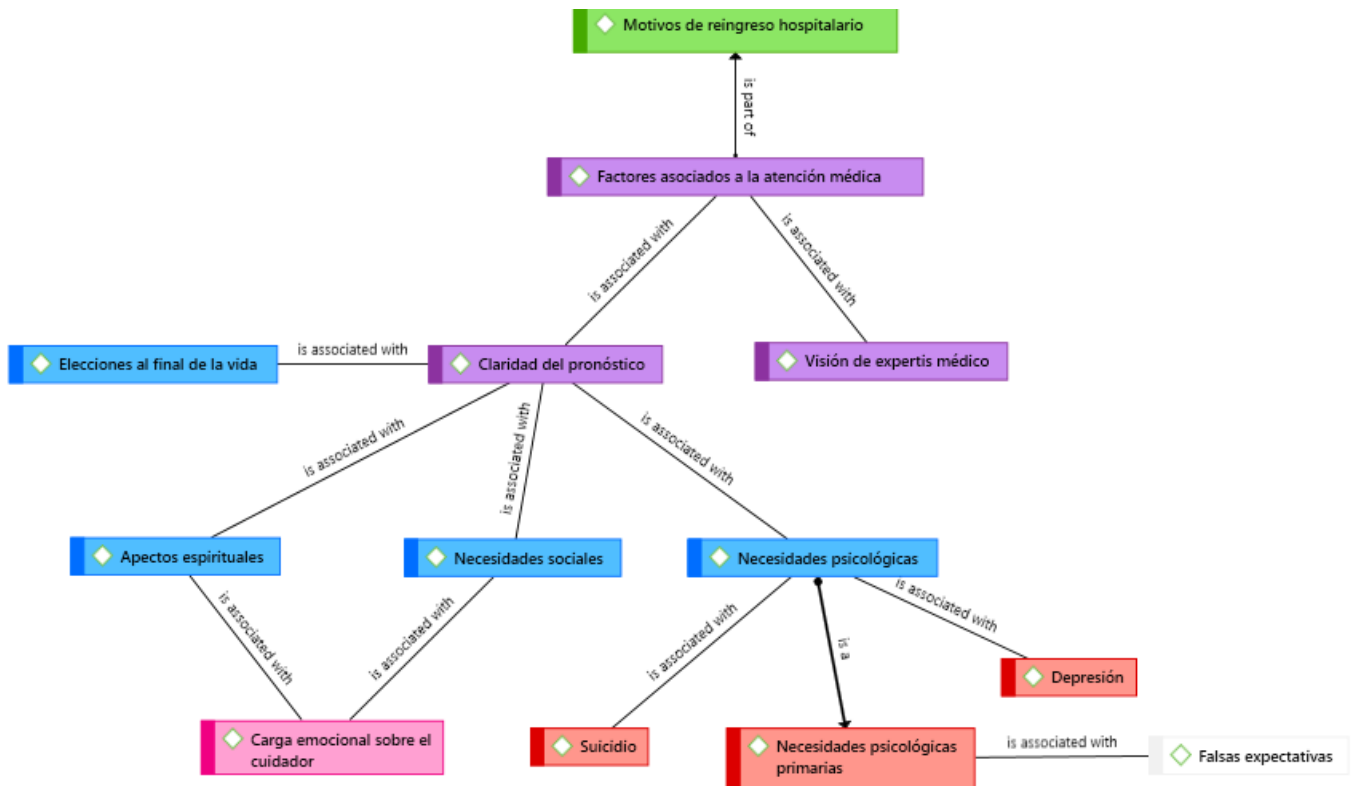 Motivos de reingreso hospitalario
is part of
Factores asociados a la atención médica
is associated with
is associated with
Elecciones al final de la vida
is associated with
Claridad del pronóstico
Visión de expertis médico
is associated with
is associated with
is associated with
Apectos espirituales
Necesidades sociales
Necesidades psicológicas
is associated with
is associated with
is associated with
is a
is associated with
Depresión
Carga emocional sobre el
cuidador
Suicidio
Necesidades psicológicas
primarias
is associated with
Falsas expectativas